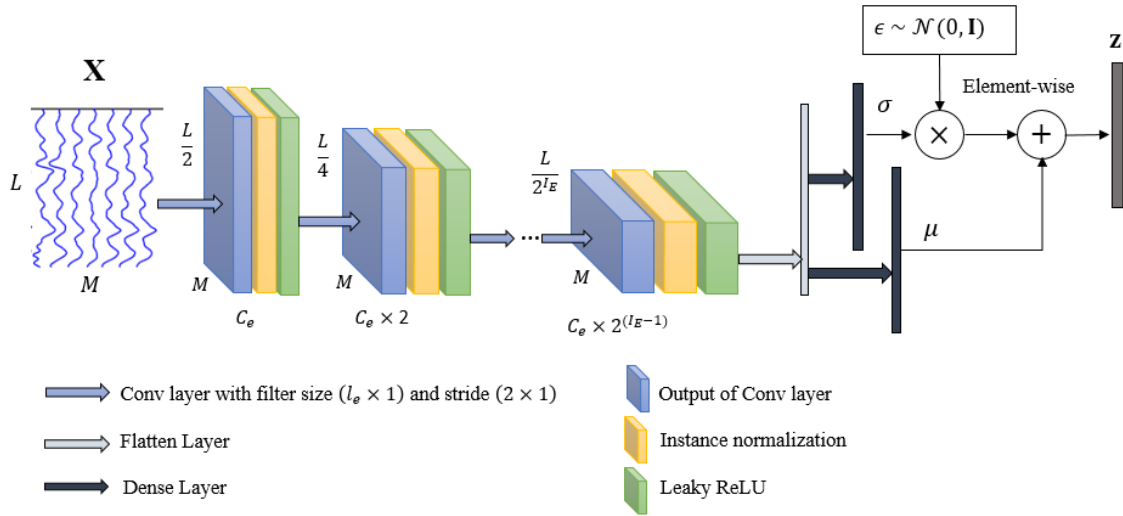 ϵ ~ 𝒩(0, I)
z
X
Element-wise
L/2
σ
×
+
L/4
L/2^{I_E}
L
...
μ
M
M
M
M
C_e
C_e × 2
C_e × 2^{(I_E−1)}
Conv layer with filter size (l_e × 1) and stride (2 × 1)
Output of Conv layer
Flatten Layer
Instance normalization
Dense Layer
Leaky ReLU